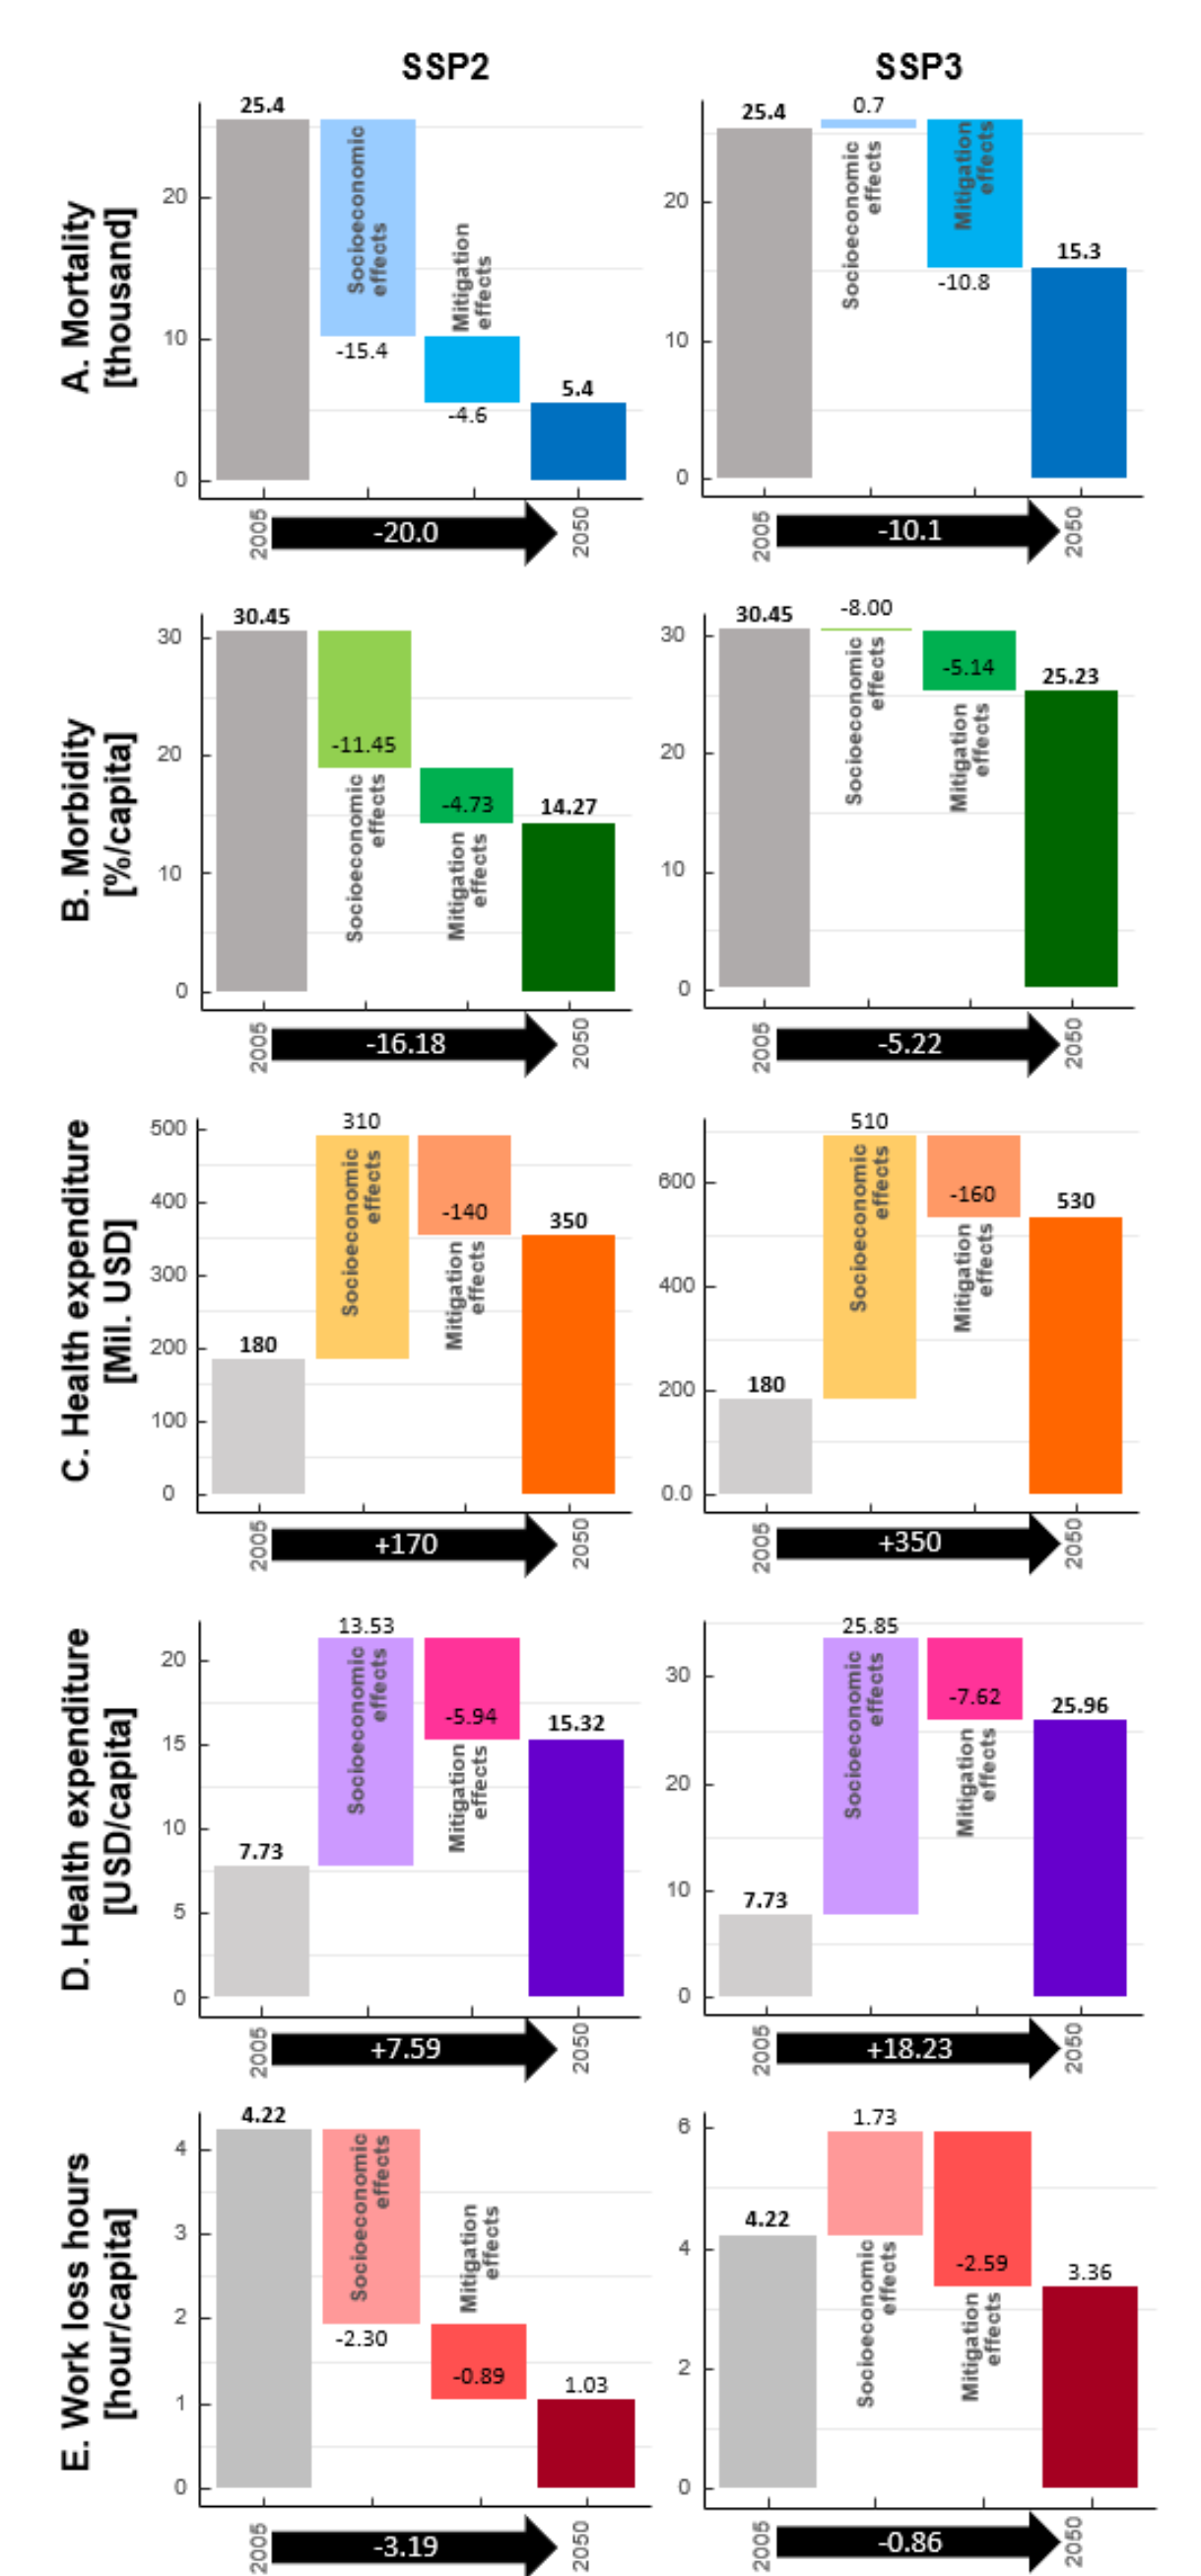 SSP2
SSP3
A. Mortality
[thousand]
25.4
20
10
0
Socioeconomic
effects
-15.4
Mitigation
effects
-4.6
5.4
2005
-20.0
2050
25.4
20
10
0
0.7
Socioeconomic
effects
Mitigation
effects
-10.8
15.3
2005
-10.1
2050
B. Morbidity
[%/capita]
30.45
30
20
10
0
-11.45
Socioeconomic
effects
-4.73
Mitigation
effects
14.27
2005
-16.18
2050
30.45
30
20
10
0
-8.00
Socioeconomic
effects
-5.14
Mitigation
effects
25.23
2005
-5.22
2050
C. Health expenditure
[Mil. USD]
500
400
300
200
100
0
180
310
Socioeconomic
effects
-140
Mitigation
effects
350
2005
+170
2050
600
400
200
0.0
180
510
Socioeconomic
effects
-160
Mitigation
effects
530
2005
+350
2050
D. Health expenditure
[USD/capita]
20
15
10
5
0
7.73
13.53
Socioeconomic
effects
-5.94
Mitigation
effects
15.32
2005
+7.59
2050
30
20
10
0
7.73
25.85
Socioeconomic
effects
-7.62
Mitigation
effects
25.96
2005
+18.23
2050
E. Work loss hours
[hour/capita]
4
3
2
1
0
4.22
Socioeconomic
effects
-2.30
Mitigation
effects
-0.89
1.03
2005
-3.19
2050
6
4
2
0
4.22
1.73
Socioeconomic
effects
-2.59
Mitigation
effects
3.36
2005
-0.86
2050